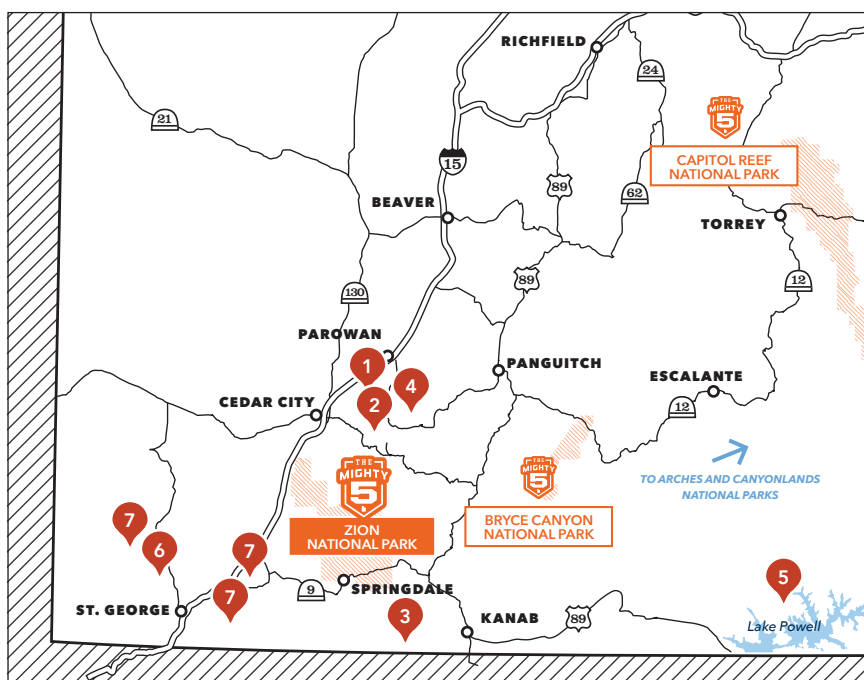 RICHFIELD
24
THE
MIGHTY
5
21
CAPITOL REEF
NATIONAL PARK
15
89
62
BEAVER
TORREY
89
12
130
PAROWAN
1
PANGUITCH
4
ESCALANTE
2
CEDAR CITY
12
THE
MIGHTY
5
THE
MIGHTY
5
TO ARCHES AND CANYONLANDS
NATIONAL PARKS
7
ZION
NATIONAL PARK
BRYCE CANYON
NATIONAL PARK
6
7
5
9
SPRINGDALE
7
ST. GEORGE
3
KANAB
89
Lake Powell